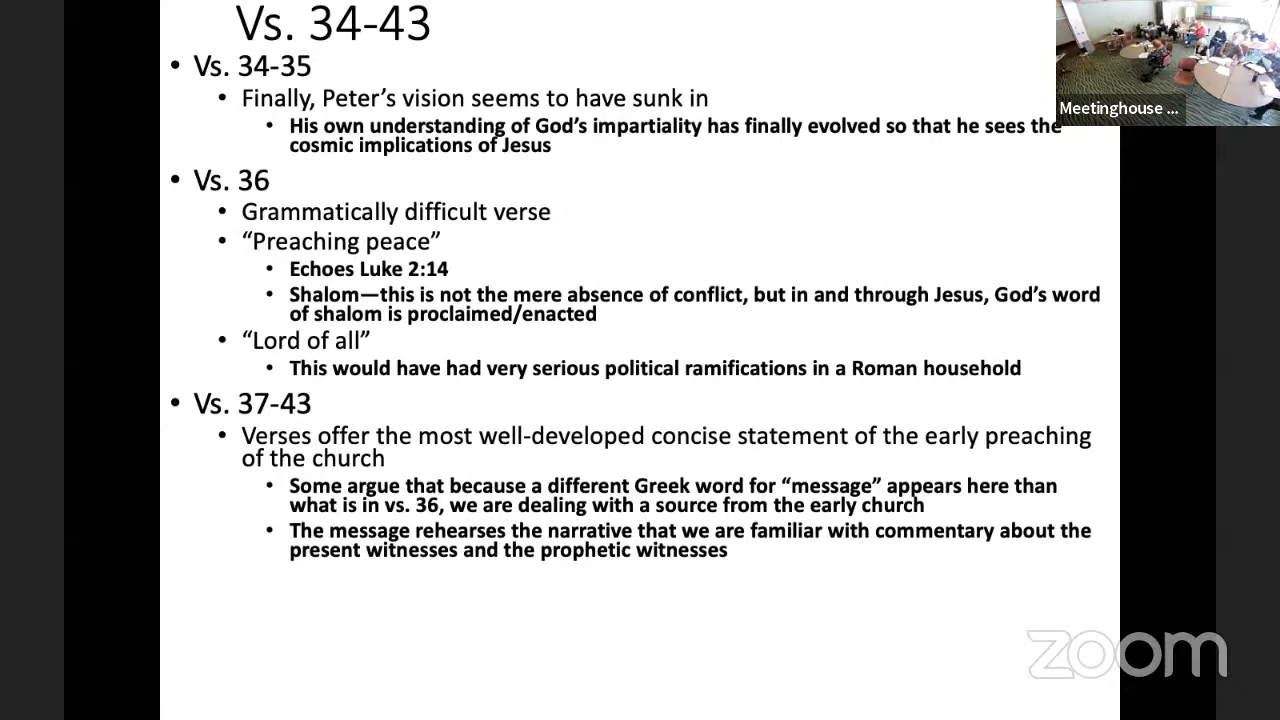 Vs. 34-43
• Vs. 34-35
• Finally, Peter's vision seems to have sunk in
• His own understanding of God's impartiality has finally evolved so that he sees the
cosmic implications of Jesus
• Vs. 36
• Grammatically difficult verse
• “Preaching peace”
• Echoes Luke 2:14
• Shalom—this is not the mere absence of conflict, but in and through Jesus, God's word
of shalom is proclaimed/enacted
• “Lord of all”
• This would have had very serious political ramifications in a Roman household
• Vs. 37-43
• Verses offer the most well-developed concise statement of the early preaching
of the church
• Some argue that because a different Greek word for “message” appears here than
what is in vs. 36, we are dealing with a source from the early church
• The message rehearses the narrative that we are familiar with commentary about the
present witnesses and the prophetic witnesses
Meetinghouse ...
zoom